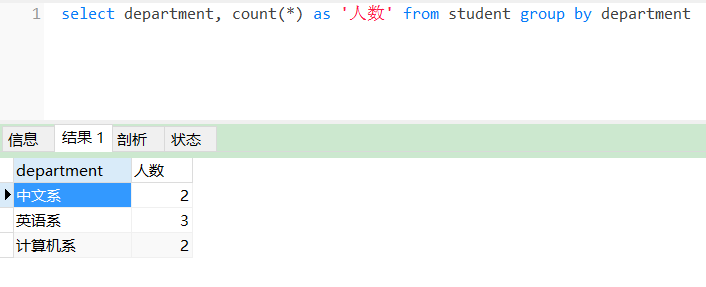 1 select department, count(*) as '人数' from student group by department
信息 结果 1 剖析 状态
department 人数
中文系 2
英语系 3
计算机系 2